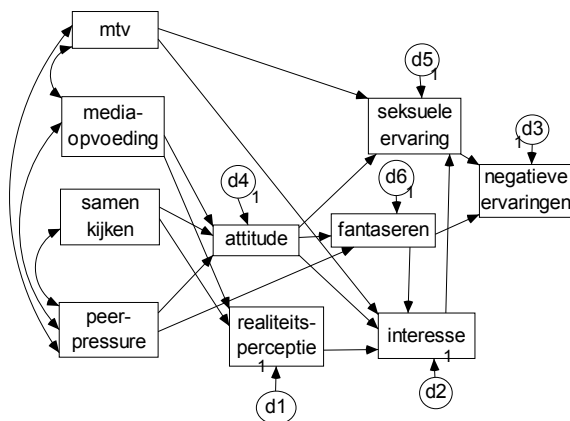 mtv
media-
opvoeding
samen
kijken
peer-
pressure
d4
1
attitude
realiteits-
perceptie
1
d1
d5
1
seksuele
ervaring
d6
1
fantaseren
interesse
1
d2
d3
1
negatieve
ervaringen